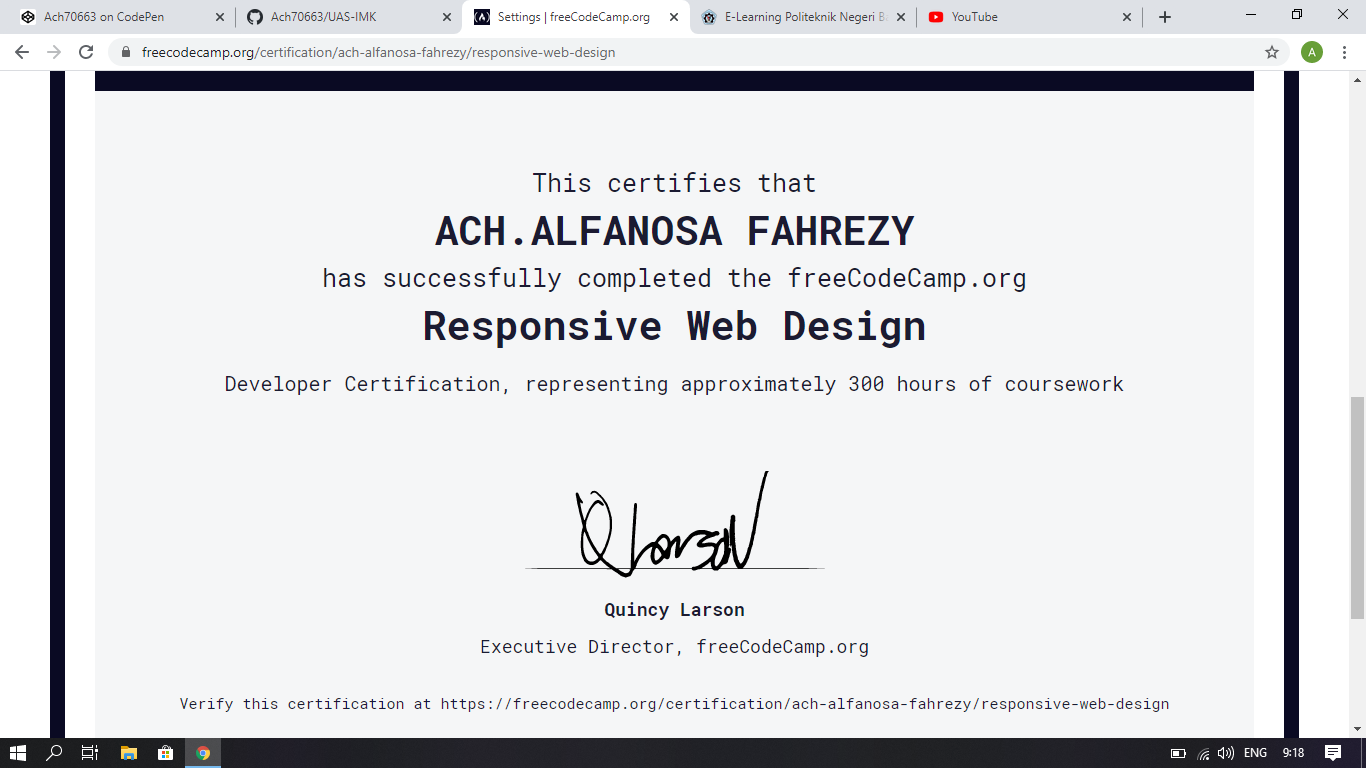 Ach70663 on CodePen
Ach70663/UAS-IMK
Settings | freeCodeCamp.org
E-Learning Politeknik Negeri
YouTube
freecodecamp.org/certification/ach-alfanosa-fahrezy/responsive-web-design
A
This certifies that
ACH.ALFANOSA FAHREZY
has successfully completed the freeCodeCamp.org
Responsive Web Design
Developer Certification, representing approximately 300 hours of coursework
Q Larson
Quincy Larson
Executive Director, freeCodeCamp.org
Verify this certification at https://freecodecamp.org/certification/ach-alfanosa-fahrezy/responsive-web-design
ENG
9:18